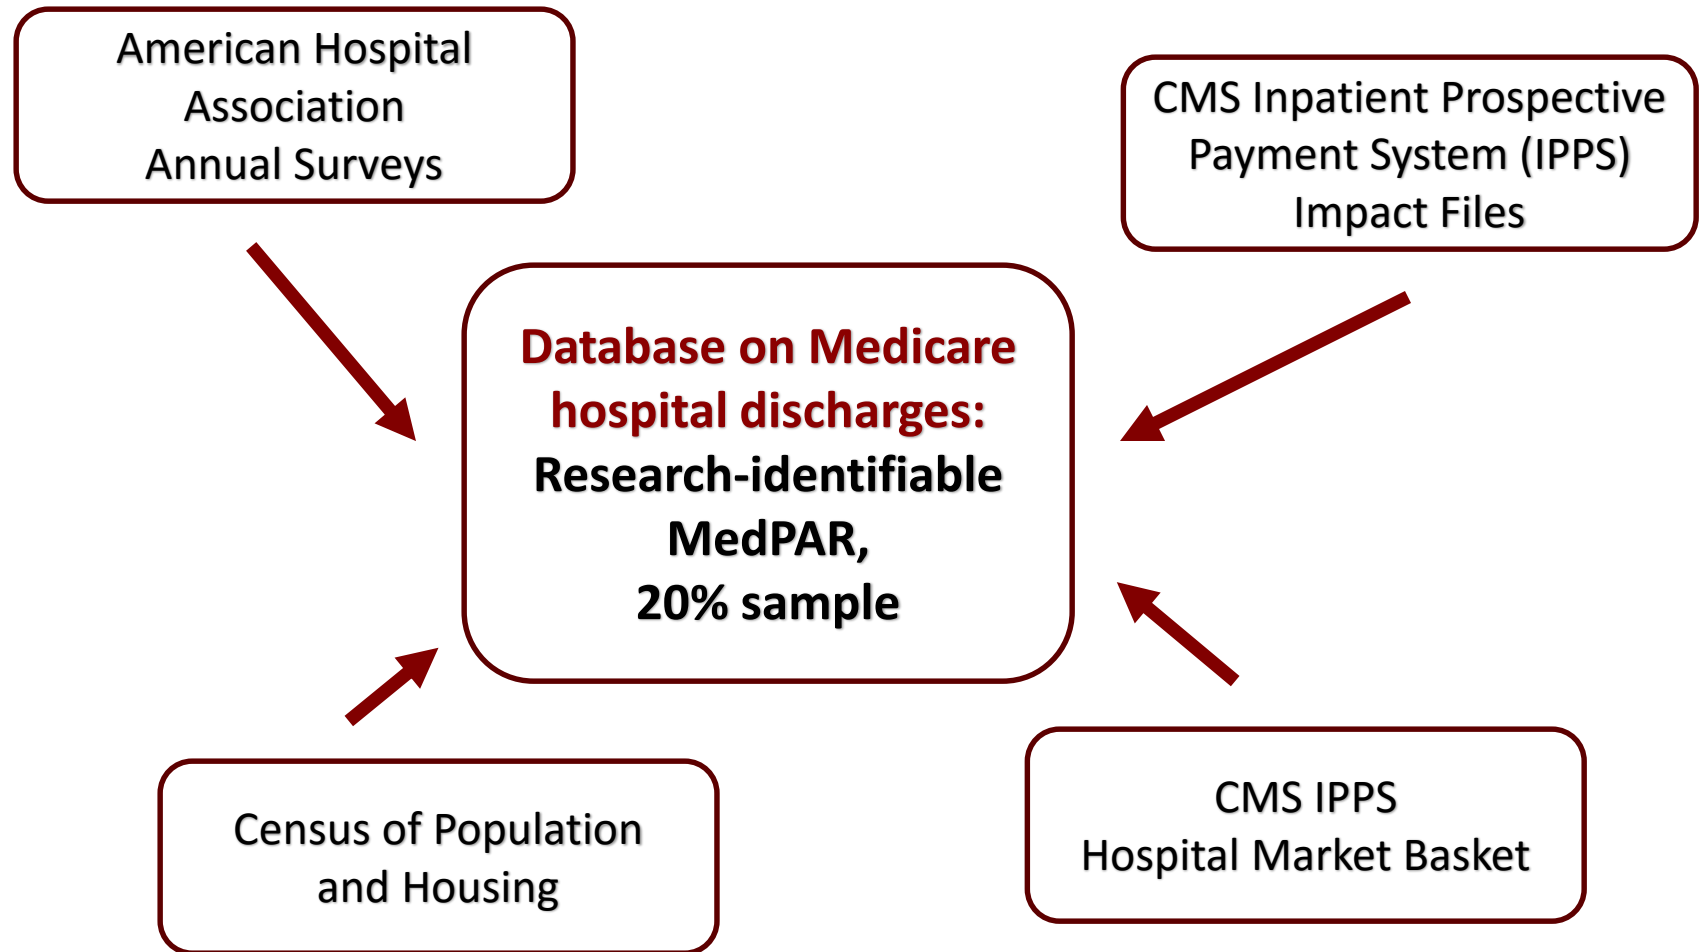 American Hospital
Association
Annual Surveys
CMS Inpatient Prospective
Payment System (IPPS)
Impact Files
Database on Medicare
hospital discharges:
Research-identifiable
MedPAR,
20% sample
Census of Population
and Housing
CMS IPPS
Hospital Market Basket